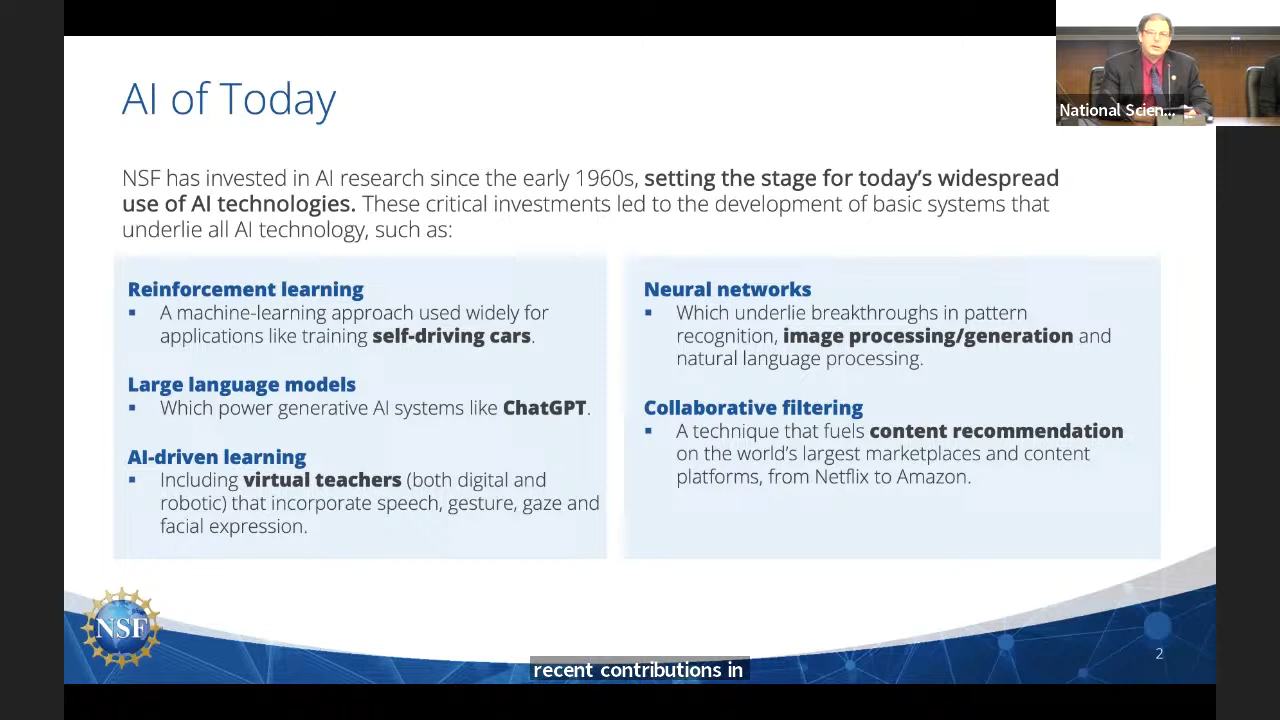 AI of Today
National Scien...
NSF has invested in AI research since the early 1960s, setting the stage for today's widespread
use of AI technologies. These critical investments led to the development of basic systems that
underlie all AI technology, such as:
Reinforcement learning
▪ A machine-learning approach used widely for
applications like training self-driving cars.
Large language models
▪ Which power generative AI systems like ChatGPT.
AI-driven learning
▪ Including virtual teachers (both digital and
robotic) that incorporate speech, gesture, gaze and
facial expression.
Neural networks
▪ Which underlie breakthroughs in pattern
recognition, image processing/generation and
natural language processing.
Collaborative filtering
▪ A technique that fuels content recommendation
on the world's largest marketplaces and content
platforms, from Netflix to Amazon.
NSF
2
recent contributions in